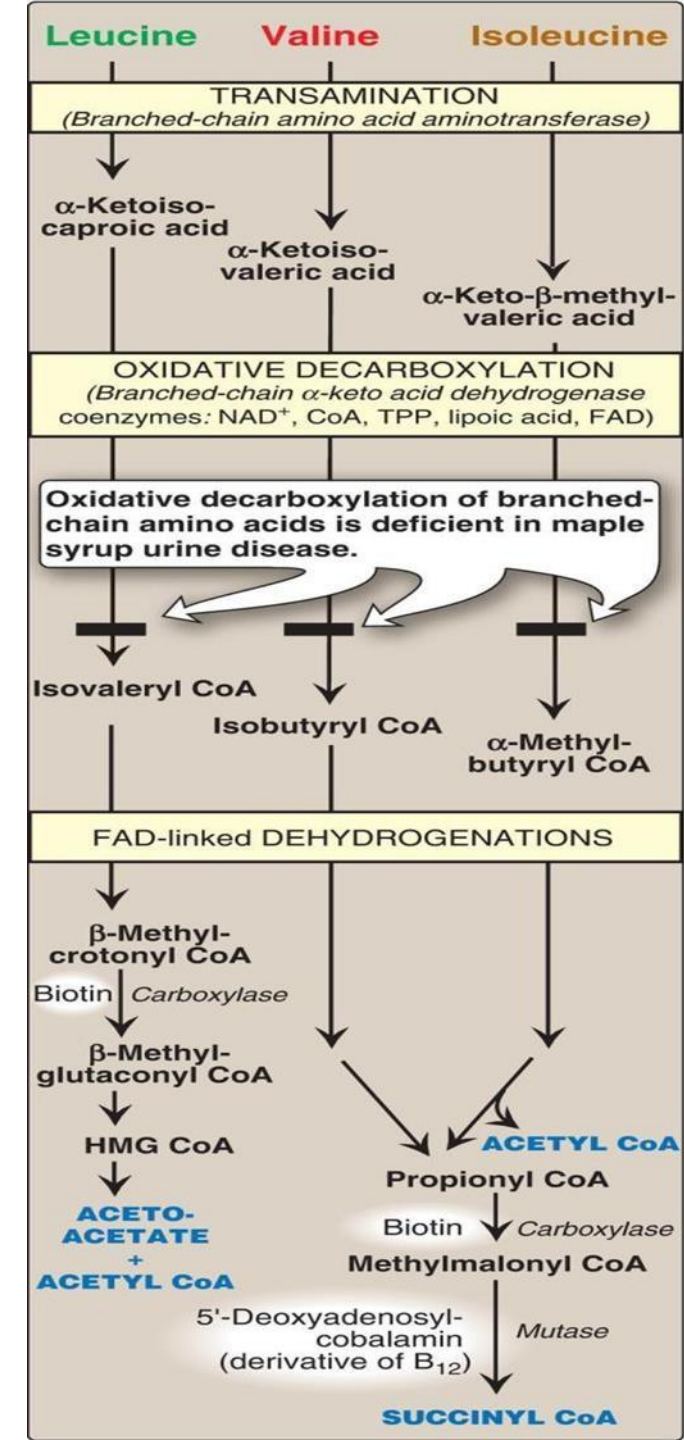 Leucine Valine Isoleucine
TRANSAMINATION
(Branched-chain amino acid aminotransferase)
α-Ketoiso-
caproic acid
α-Ketoiso-
valeric acid
α-Keto-β-methyl-
valeric acid
OXIDATIVE DECARBOXYLATION
(Branched-chain α-keto acid dehydrogenase
coenzymes: NAD⁺, CoA, TPP, lipoic acid, FAD)
Oxidative decarboxylation of branched-
chain amino acids is deficient in maple
syrup urine disease.
Isovaleryl CoA
Isobutyryl CoA
α-Methyl-
butyryl CoA
FAD-linked DEHYDROGENATIONS
β-Methyl-
crotonyl CoA
Biotin Carboxylase
β-Methyl-
glutaconyl CoA
HMG CoA
ACETO-
ACETATE
+
ACETYL CoA
ACETYL CoA
Propionyl CoA
Biotin Carboxylase
Methylmalonyl CoA
5'-Deoxyadenosyl-
cobalamin
(derivative of B₁₂)
Mutase
SUCCINYL CoA